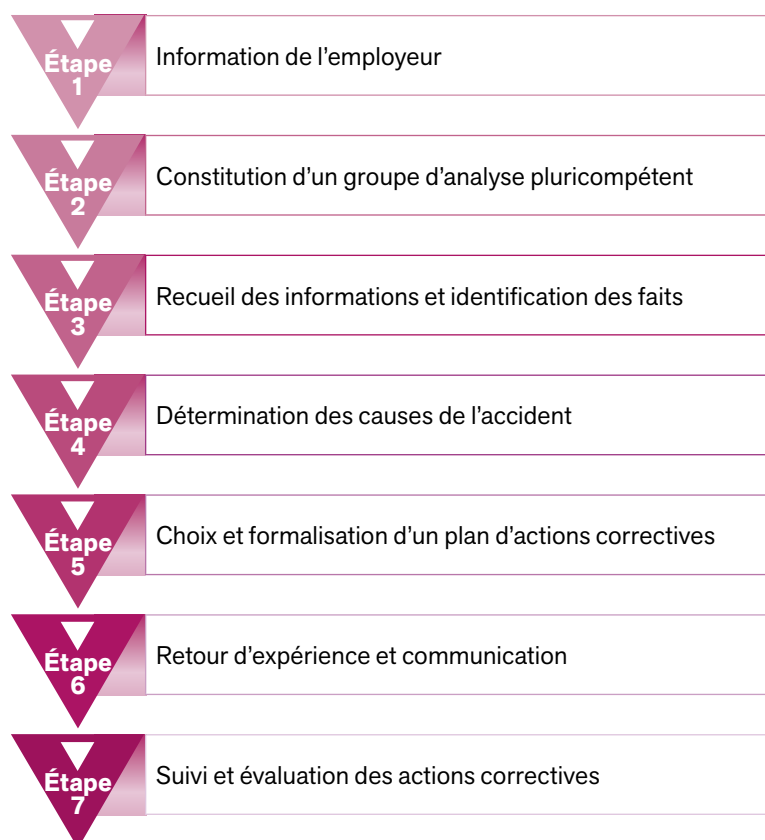 Étape
1
Information de l’employeur
Étape
2
Constitution d’un groupe d’analyse pluricompétent
Étape
3
Recueil des informations et identification des faits
Étape
4
Détermination des causes de l’accident
Étape
5
Choix et formalisation d’un plan d’actions correctives
Étape
6
Retour d’expérience et communication
Étape
7
Suivi et évaluation des actions correctives